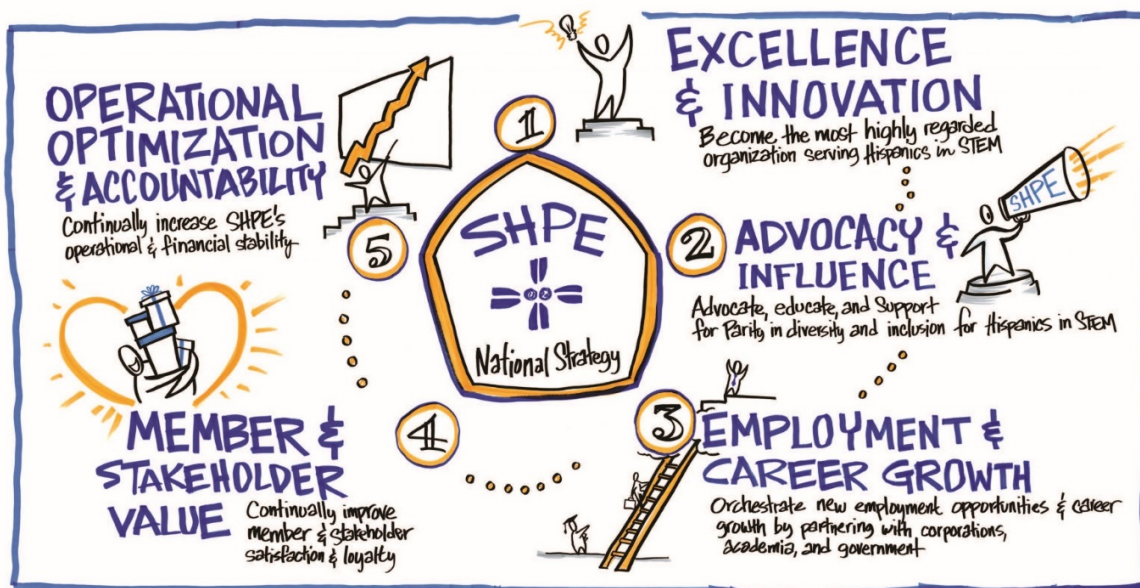 SHPE
National Strategy
1
EXCELLENCE
& INNOVATION
Become the most highly regarded
organization serving Hispanics in STEM
2
ADVOCACY &
INFLUENCE
SHPE
Advocate, educate, and Support
for Parity in diversity and inclusion for Hispanics in STEM
3
EMPLOYMENT &
CAREER GROWTH
Orchestrate new employment opportunities & career
growth by partnering with corporations,
Academia, and government
4
MEMBER &
STAKEHOLDER
VALUE
Continually improve
member & stakeholder
satisfaction & loyalty
5
OPERATIONAL
OPTIMIZATION
& ACCOUNTABILITY
Continually increase SHPE's
operational & financial stability